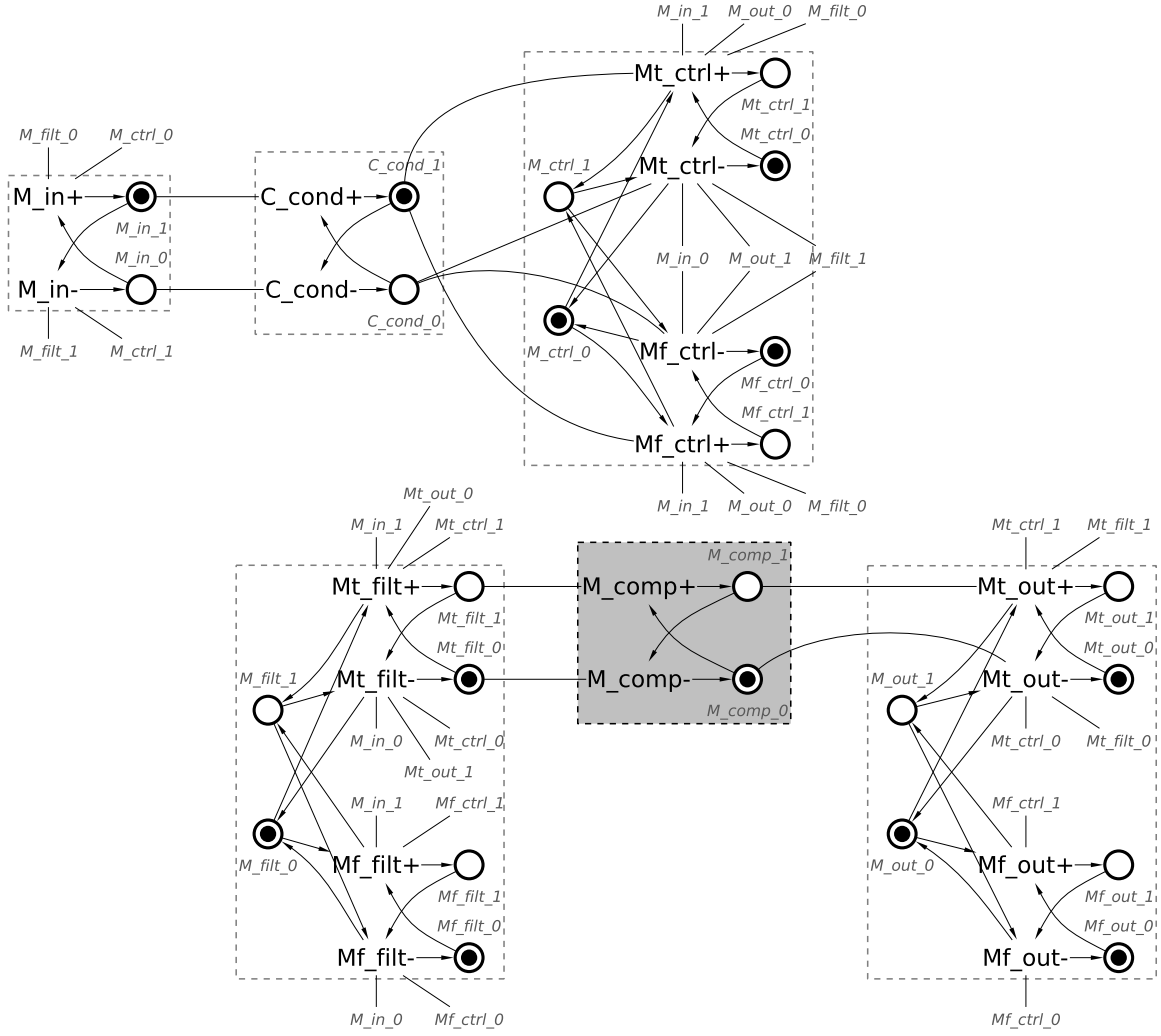 M_in_1 M_out_0 M_filt_0
Mt_ctrl+
Mt_ctrl_1
M_filt_0 M_ctrl_0
Mt_ctrl_0
C_cond_1
M_ctrl_1
Mt_ctrl-
M_in+
C_cond+
M_in_1
M_in_0
M_in_0 M_out_1 M_filt_1
M_in-
C_cond-
C_cond_0
M_filt_1 M_ctrl_1
M_ctrl_0
Mf_ctrl-
Mf_ctrl_0
Mf_ctrl_1
Mf_ctrl+
M_in_1 M_out_0 M_filt_0
Mt_out_0
M_in_1 Mt_ctrl_1
Mt_ctrl_1 Mt_filt_1
M_comp_1
Mt_filt+
M_comp+
Mt_out+
Mt_filt_1
Mt_out_1
Mt_filt_0
Mt_out_0
M_filt_1
Mt_filt-
M_comp-
M_out_1
Mt_out-
M_comp_0
M_in_0 Mt_ctrl_0
Mt_ctrl_0 Mt_filt_0
Mt_out_1
M_in_1 Mf_ctrl_1
Mf_ctrl_1
M_filt_0
Mf_filt+
M_out_0
Mf_out+
Mf_filt_1
Mf_out_1
Mf_filt_0
Mf_out_0
Mf_filt-
Mf_out-
M_in_0 Mf_ctrl_0
Mf_ctrl_0